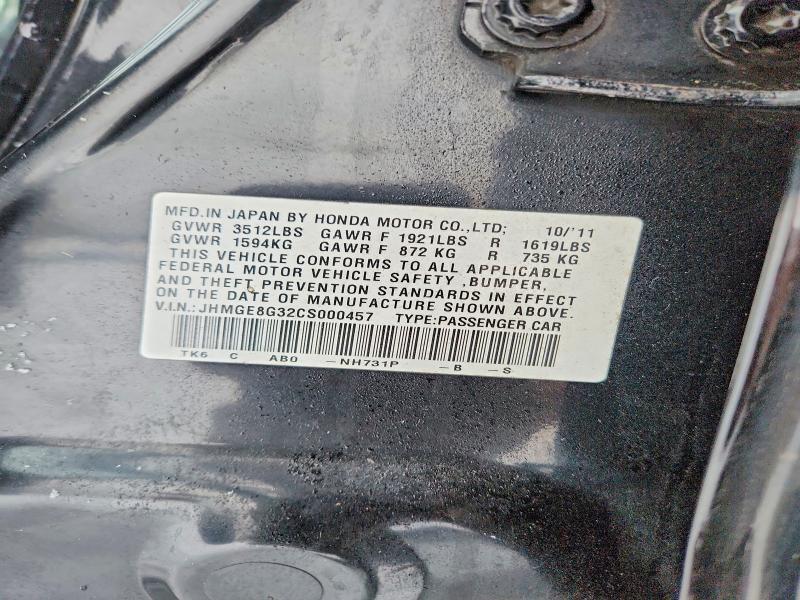 MFD.IN JAPAN BY HONDA MOTOR CO.,LTD; 10/'11
GVWR 3512LBS GAWR F 1921LBS R 1619LBS
GVWR 1594KG GAWR F 872 KG R 735 KG
THIS VEHICLE CONFORMS TO ALL APPLICABLE
FEDERAL MOTOR VEHICLE SAFETY ,BUMPER,
AND THEFT PREVENTION STANDARDS IN EFFECT
ON THE DATE OF MANUFACTURE SHOWN ABOVE.
V.I.N.: JHMGE8G32CS000457 TYPE:PASSENGER CAR
TK6 C AB0 -NH731P -B -S